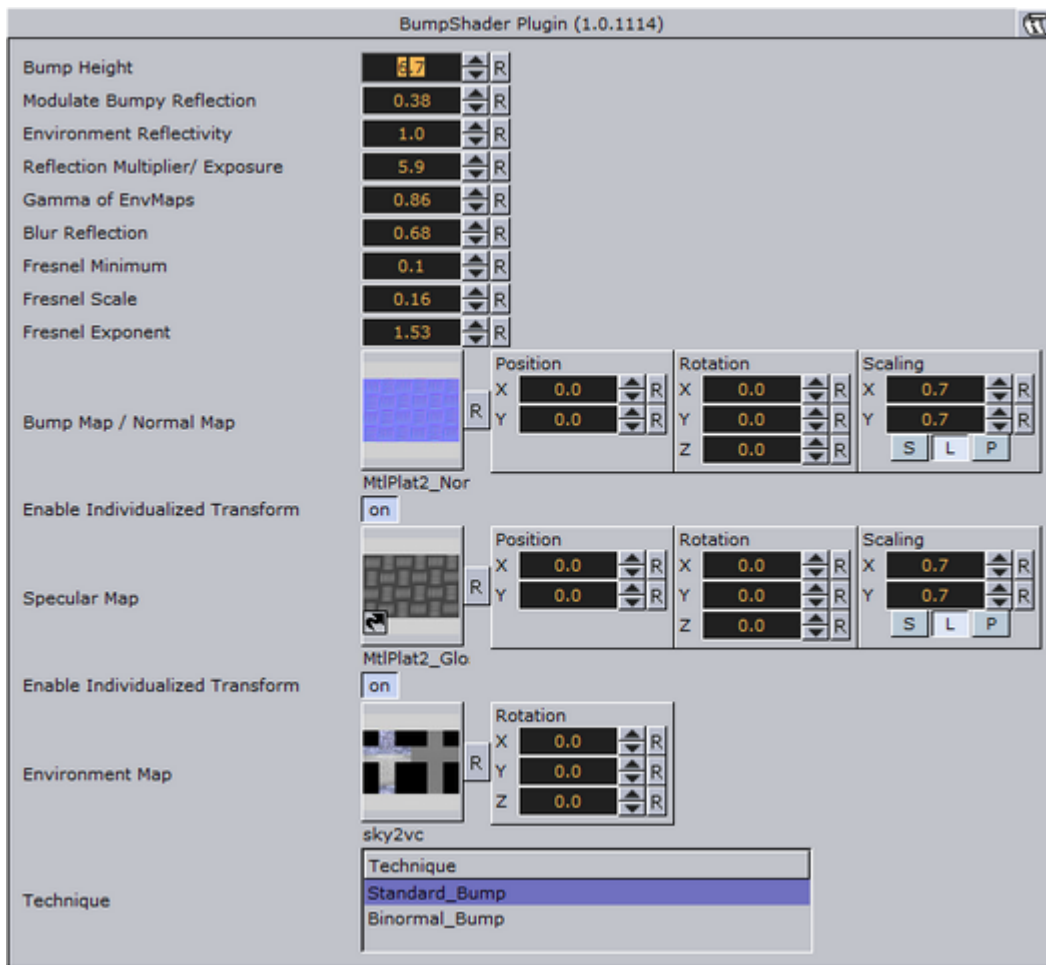 BumpShader Plugin (1.0.1114)
Bump Height 6.7 R
Modulate Bumpy Reflection 0.38 R
Environment Reflectivity 1.0 R
Reflection Multiplier/ Exposure 5.9 R
Gamma of EnvMaps 0.86 R
Blur Reflection 0.68 R
Fresnel Minimum 0.1 R
Fresnel Scale 0.16 R
Fresnel Exponent 1.53 R
Position Rotation Scaling
X 0.0 R X 0.0 R X 0.7 R
Bump Map / Normal Map R Y 0.0 R Y 0.0 R Y 0.7 R
Z 0.0 R S L P
MtlPlat2_Nor
Enable Individualized Transform on
Position Rotation Scaling
X 0.0 R X 0.0 R X 0.7 R
Specular Map R Y 0.0 R Y 0.0 R Y 0.7 R
Z 0.0 R S L P
MtlPlat2_Glo
Enable Individualized Transform on
Rotation
X 0.0 R
Environment Map R Y 0.0 R
Z 0.0 R
sky2vc
Technique
Technique Standard_Bump
Binormal_Bump